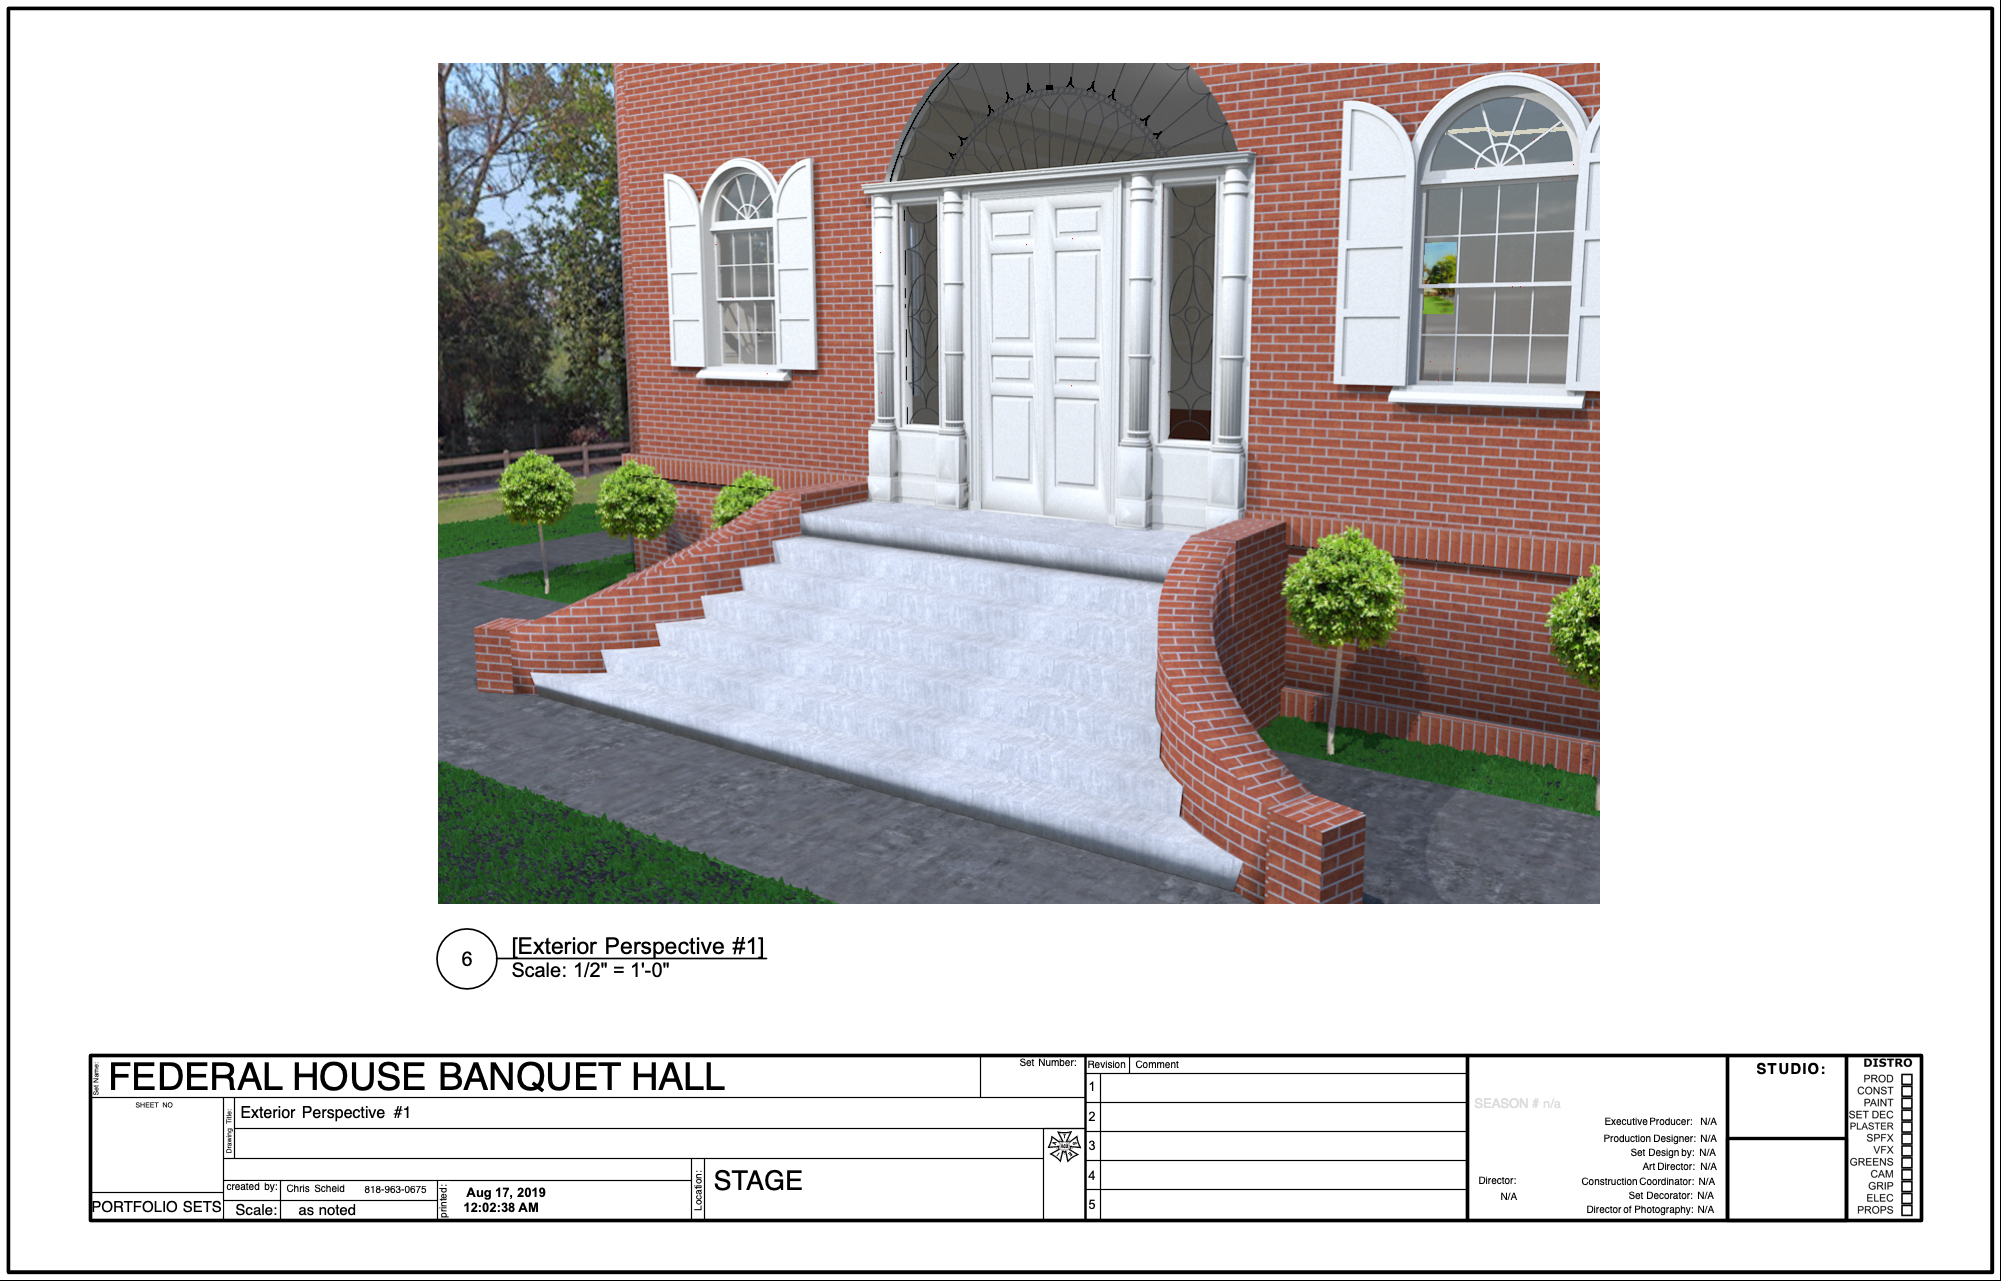 6
[Exterior Perspective #1]
Scale: 1/2" = 1'-0"
Set Name:
FEDERAL HOUSE BANQUET HALL
Set Number:
SHEET NO
PORTFOLIO SETS
Drawing Title:
Exterior Perspective #1
created by:
Chris Scheid 818-963-0675
Scale:
as noted
printed:
Aug 17, 2019
12:02:38 AM
Location:
STAGE
Revision Comment
1
2
3
4
5
SEASON # n/a
Director:
N/A
Executive Producer: N/A
Production Designer: N/A
Set Design by: N/A
Art Director: N/A
Construction Coordinator: N/A
Set Decorator: N/A
Director of Photography: N/A
STUDIO:
DISTRO
PROD
CONST
PAINT
SET DEC
PLASTER
SPFX
VFX
GREENS
CAM
GRIP
ELEC
PROPS